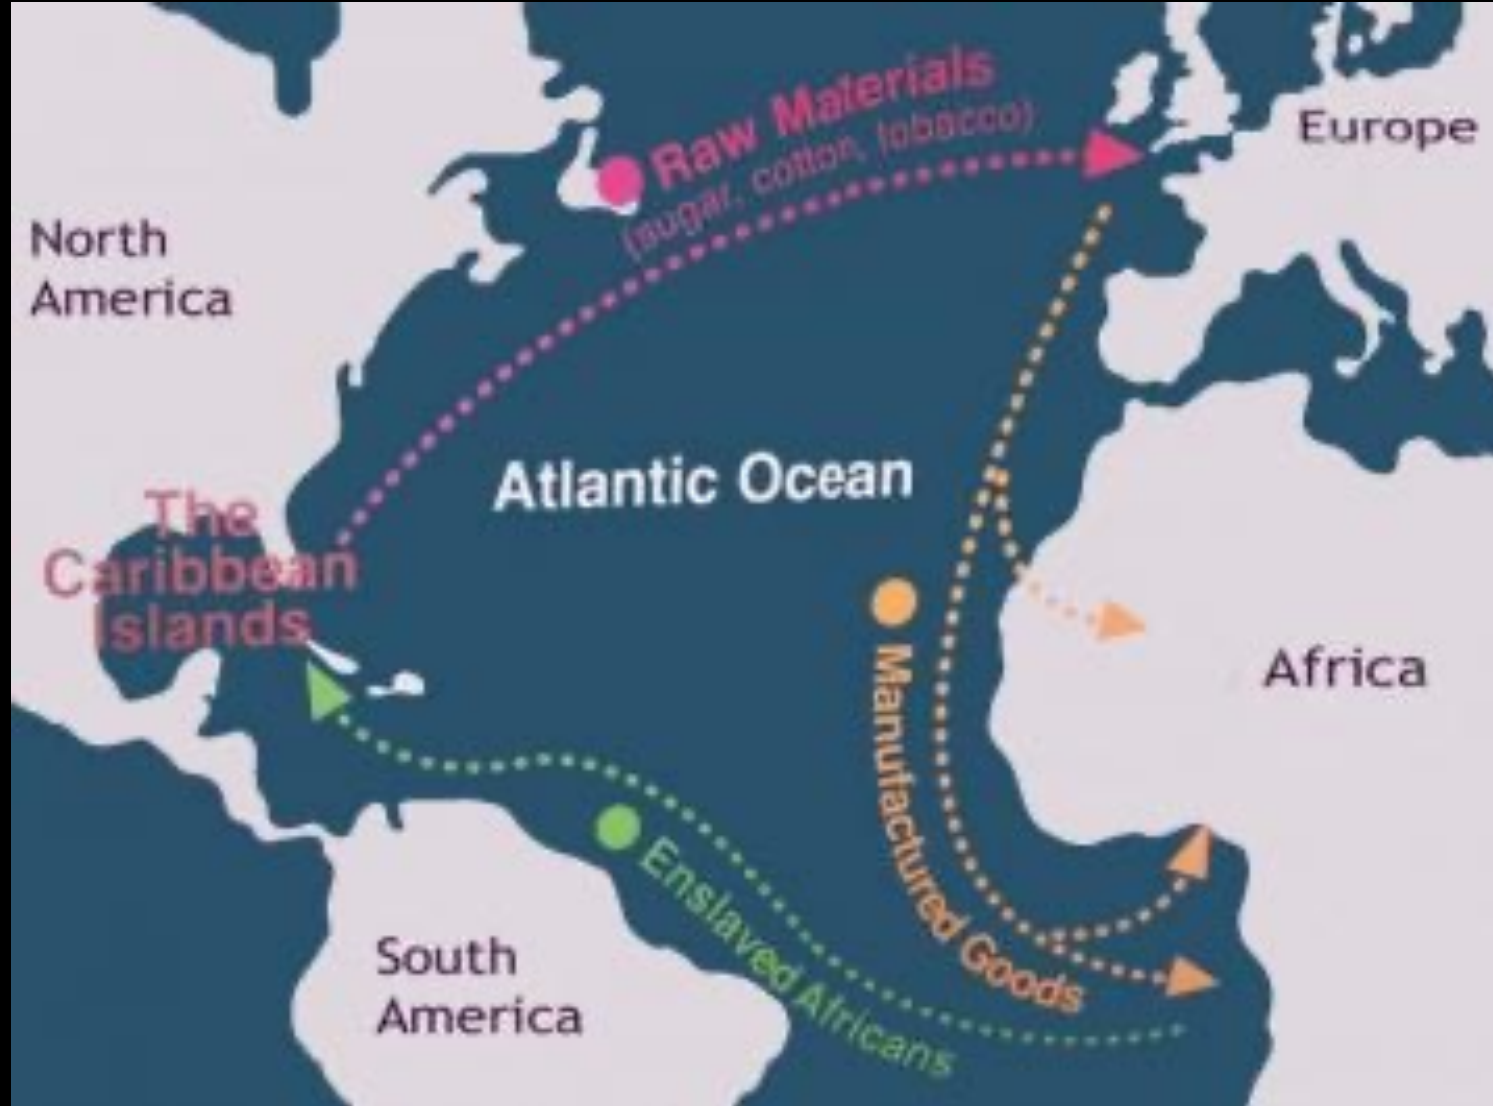 Raw Materials
(sugar, cotton, tobacco)
Europe
North
America
Atlantic Ocean
The
Caribbean
Islands
Manufactured Goods
Africa
Enslaved Africans
South
America